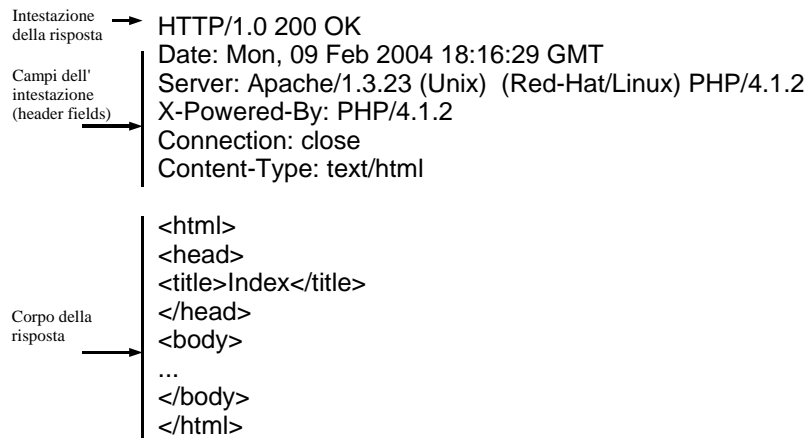 Intestazione
della risposta
HTTP/1.0 200 OK
Campi dell'
intestazione
(header fields)
Date: Mon, 09 Feb 2004 18:16:29 GMT
Server: Apache/1.3.23 (Unix)  (Red-Hat/Linux) PHP/4.1.2
X-Powered-By: PHP/4.1.2
Connection: close
Content-Type: text/html
Corpo della
risposta
<html>
<head>
<title>Index</title>
</head>
<body>
...
</body>
</html>